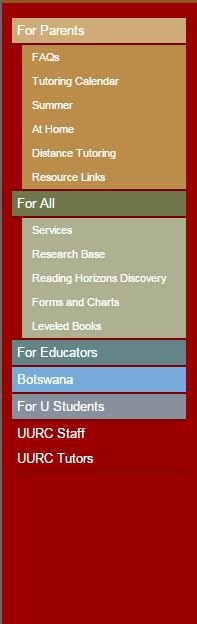 For Parents
FAQs
Tutoring Calendar
Summer
At Home
Distance Tutoring
Resource Links
For All
Services
Research Base
Reading Horizons Discovery
Forms and Charts
Leveled Books
For Educators
Botswana
For U Students
UURC Staff
UURC Tutors